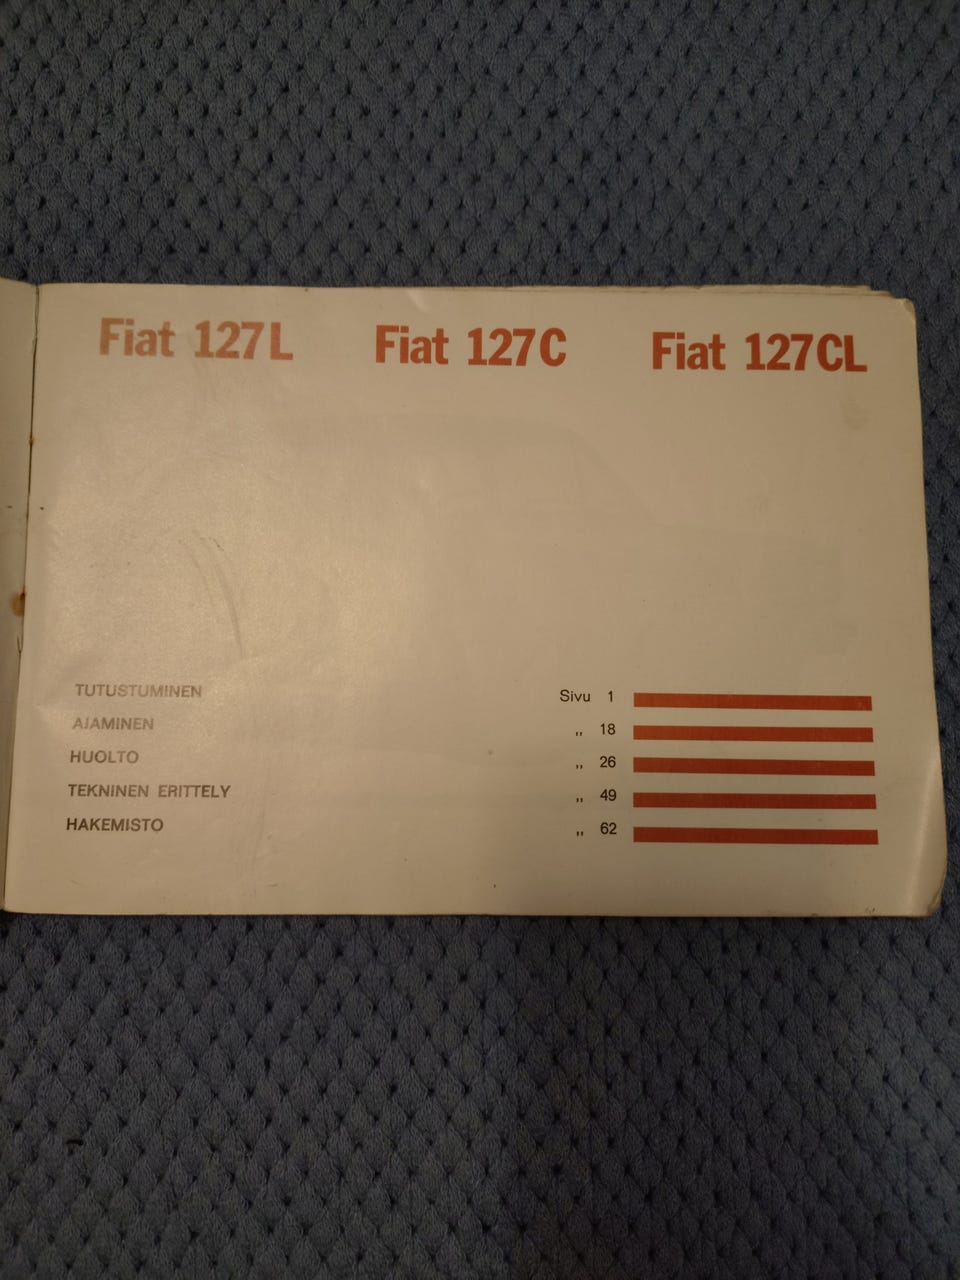 Fiat 127L Fiat 127C Fiat 127CL
TUTUSTUMINEN Sivu 1
AJAMINEN ,, 18
HUOLTO ,, 26
TEKNINEN ERITTELY ,, 49
HAKEMISTO ,, 62